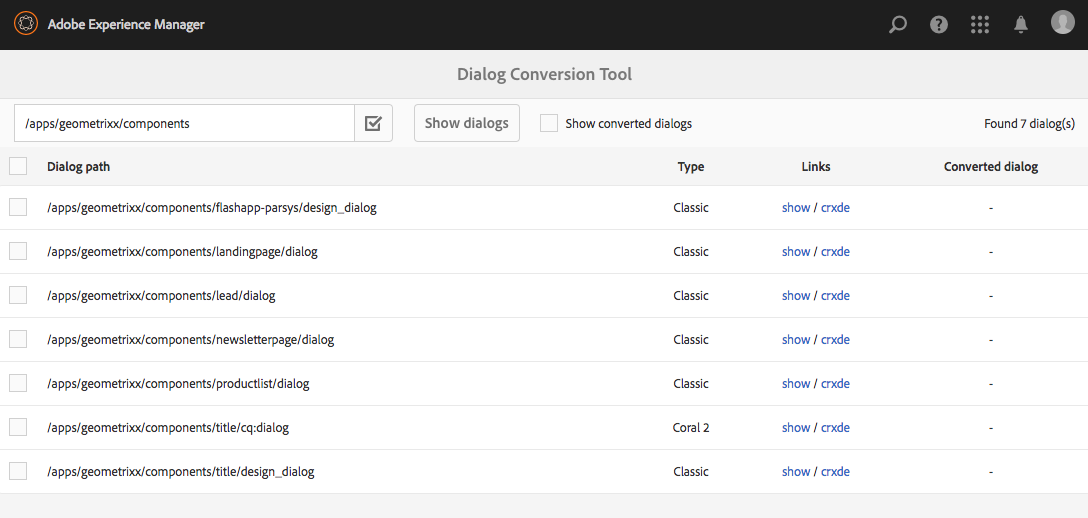 Adobe Experience Manager
Dialog Conversion Tool
/apps/geometrixx/components Show dialogs Show converted dialogs Found 7 dialog(s)
Dialog path Type Links Converted dialog
/apps/geometrixx/components/flashapp-parsys/design_dialog Classic show / crxde -
/apps/geometrixx/components/landingpage/dialog Classic show / crxde -
/apps/geometrixx/components/lead/dialog Classic show / crxde -
/apps/geometrixx/components/newsletterpage/dialog Classic show / crxde -
/apps/geometrixx/components/productlist/dialog Classic show / crxde -
/apps/geometrixx/components/title/cq:dialog Coral 2 show / crxde -
/apps/geometrixx/components/title/design_dialog Classic show / crxde -